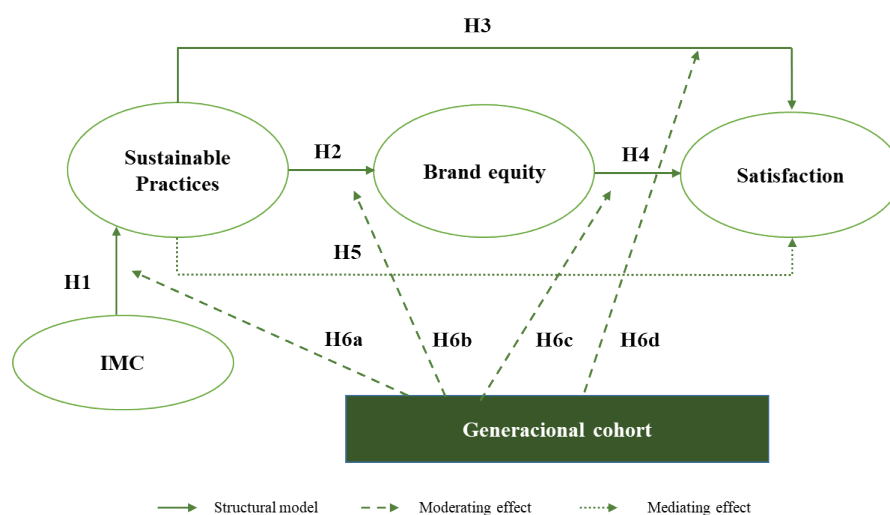 H3
Sustainable
Practices
H2
Brand equity
H4
Satisfaction
H5
H1
IMC
H6a
H6b
H6c
H6d
Generacional cohort
Structural model
Moderating effect
Mediating effect